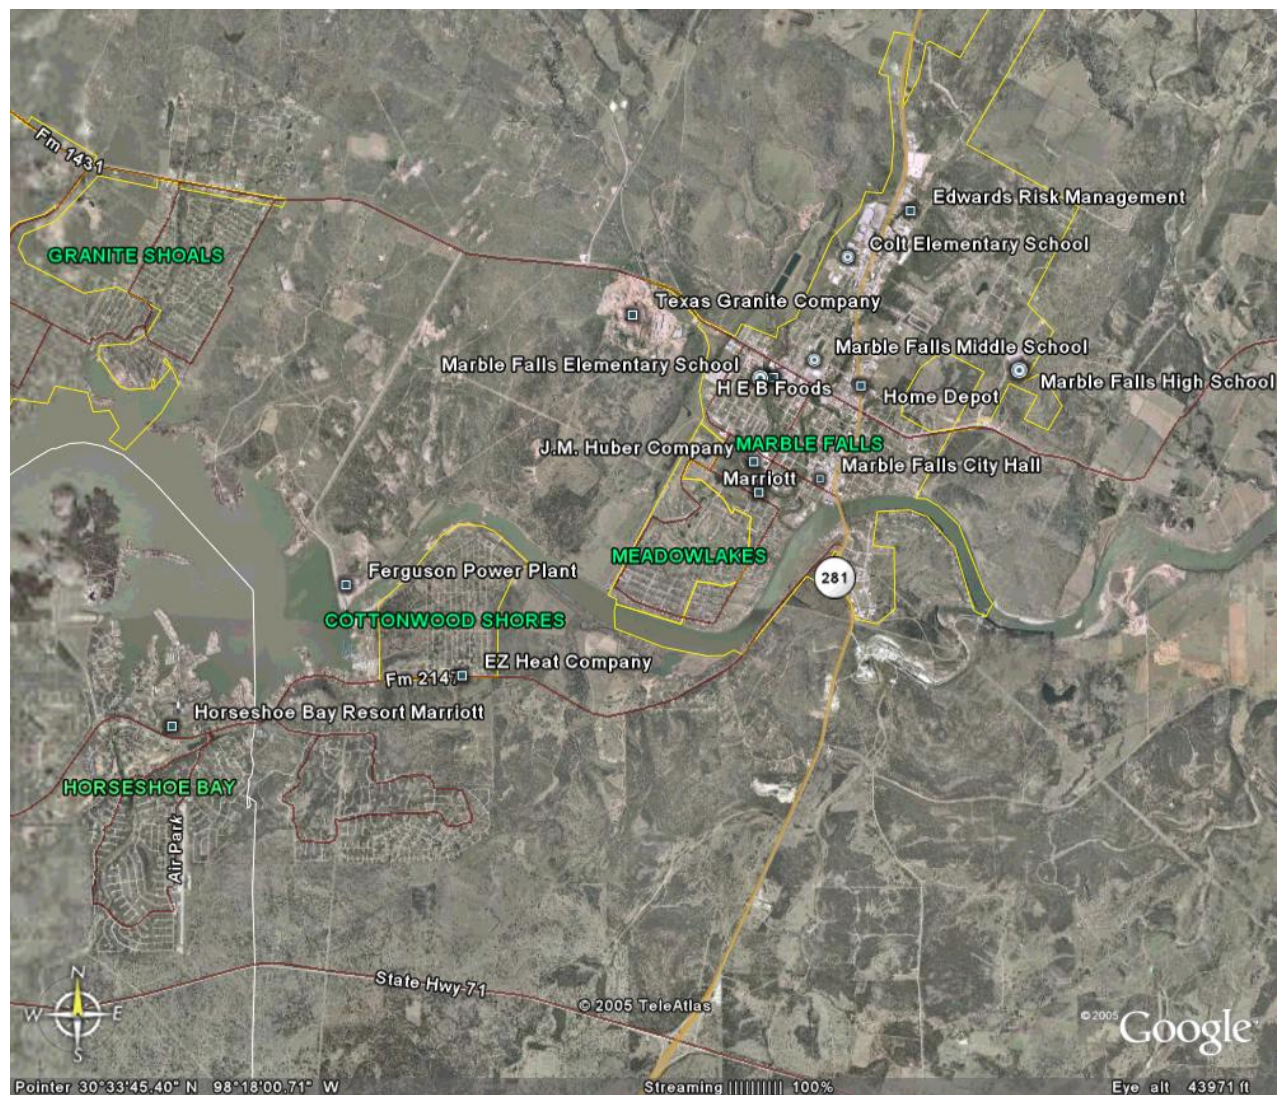 Fm 1431
Edwards Risk Management
Colt Elementary School
GRANITE SHOALS
Texas Granite Company
Marble Falls Middle School
Marble Falls Elementary School
Marble Falls High School
H E B Foods
Home Depot
MARBLE FALLS
J.M. Huber Company
Marble Falls City Hall
Marriott
MEADOWLAKES
Ferguson Power Plant
281
COTTONWOOD SHORES
EZ Heat Company
Fm 2147
Horseshoe Bay Resort Marriott
HORSESHOE BAY
Air Park
N
State Hwy 71
© 2005 TeleAtlas
W E
© 2005 Google
S
Pointer 30°33'45.40" N 98°18'00.71" W Streaming |||||||||| 100% Eye alt 43971 ft